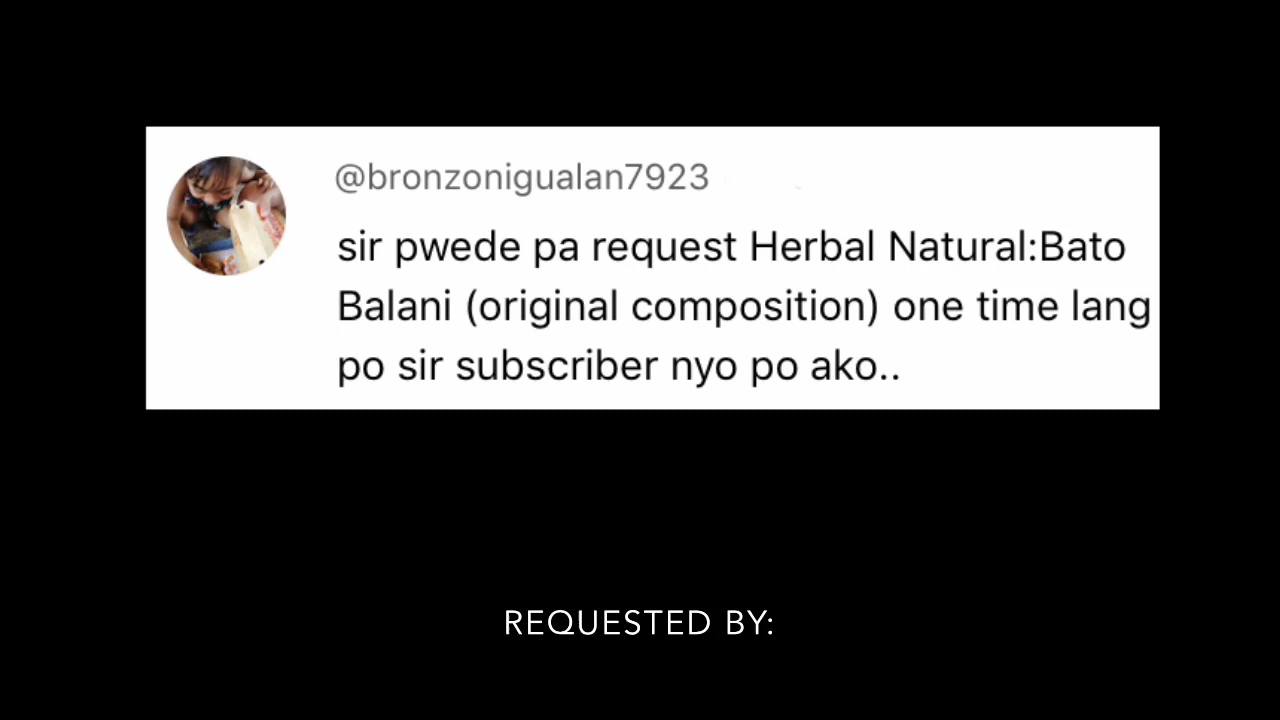 @bronzonigualan7923
sir pwede pa request Herbal Natural:Bato
Balani (original composition) one time lang
po sir subscriber nyo po ako..
REQUESTED BY: